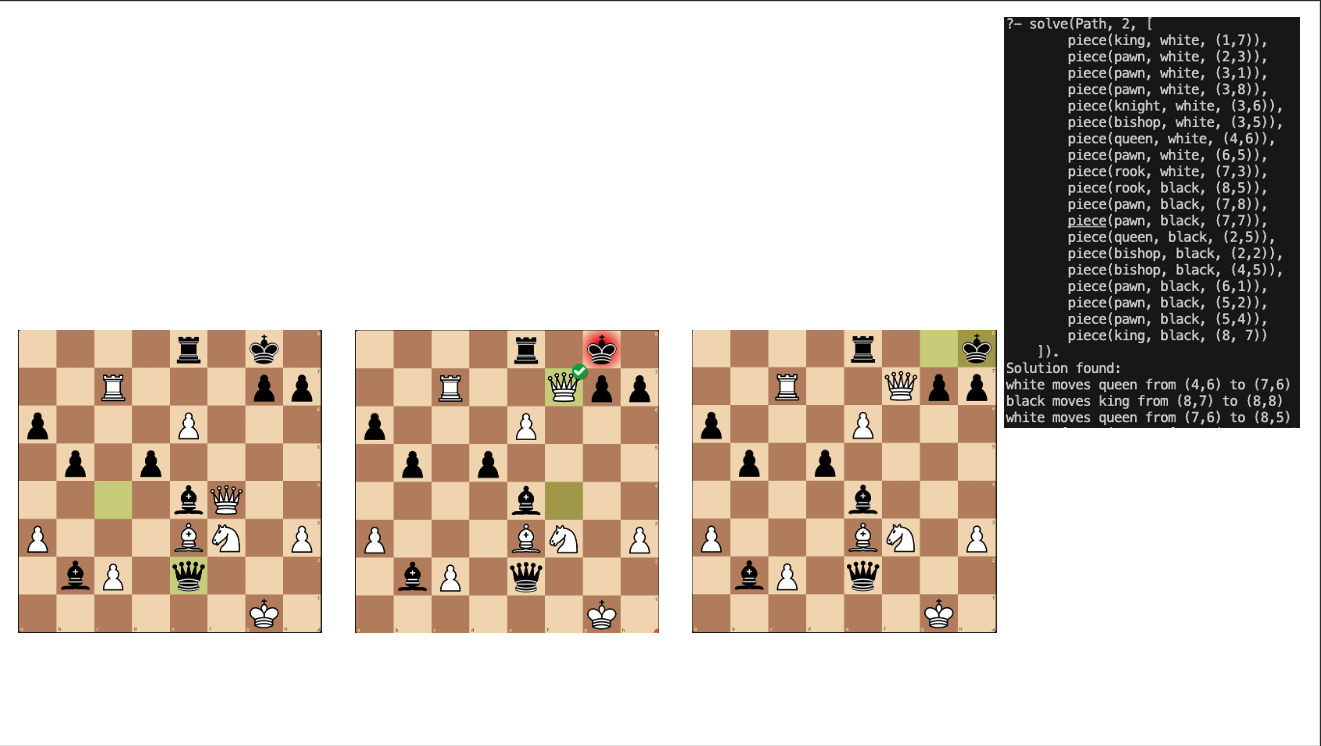 ?- solve(Path, 2, [
piece(king, white, (1,7)),
piece(pawn, white, (2,3)),
piece(pawn, white, (3,1)),
piece(pawn, white, (3,8)),
piece(knight, white, (3,6)),
piece(bishop, white, (3,5)),
piece(queen, white, (4,6)),
piece(pawn, white, (6,5)),
piece(rook, white, (7,3)),
piece(rook, black, (8,5)),
piece(pawn, black, (7,8)),
piece(pawn, black, (7,7)),
piece(queen, black, (2,5)),
piece(bishop, black, (2,2)),
piece(bishop, black, (4,5)),
piece(pawn, black, (6,1)),
piece(pawn, black, (5,2)),
piece(pawn, black, (5,4)),
piece(king, black, (8, 7))
]).
Solution found:
white moves queen from (4,6) to (7,6)
black moves king from (8,7) to (8,8)
white moves queen from (7,6) to (8,5)